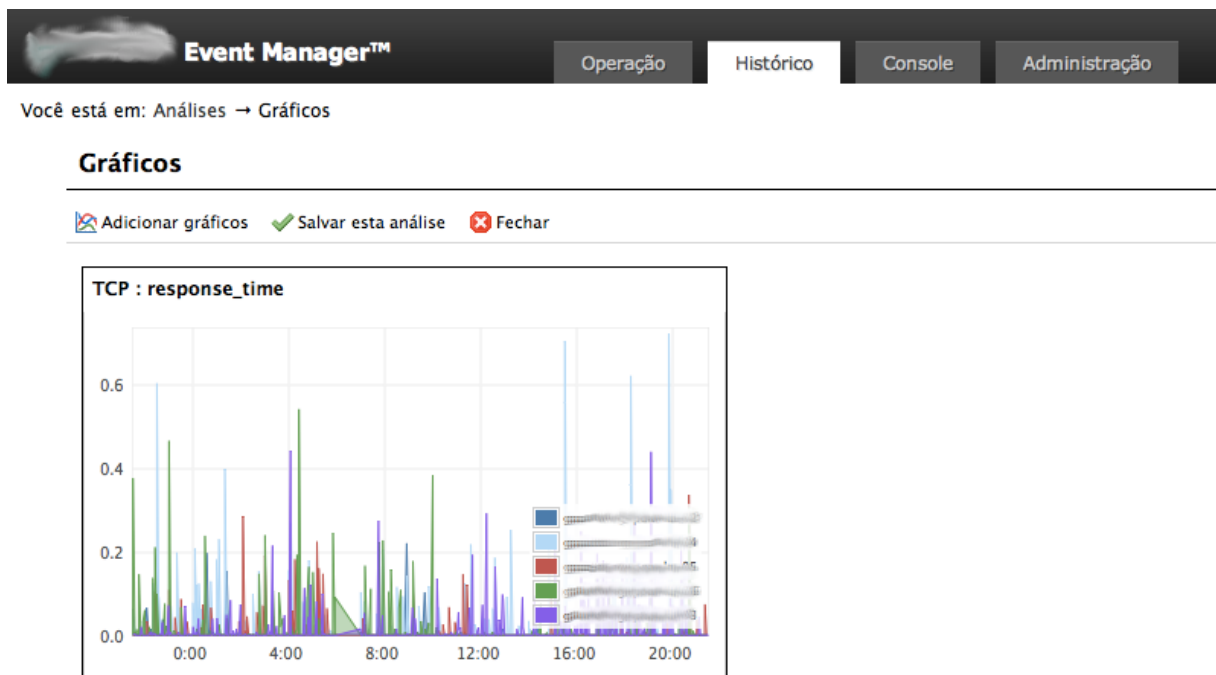 Event Manager™
Operação Histórico Console Administração
Você está em: Análises → Gráficos
Gráficos
Adicionar gráficos Salvar esta análise Fechar
TCP : response_time
0.6
0.4
0.2
0.0
0:00 4:00 8:00 12:00 16:00 20:00